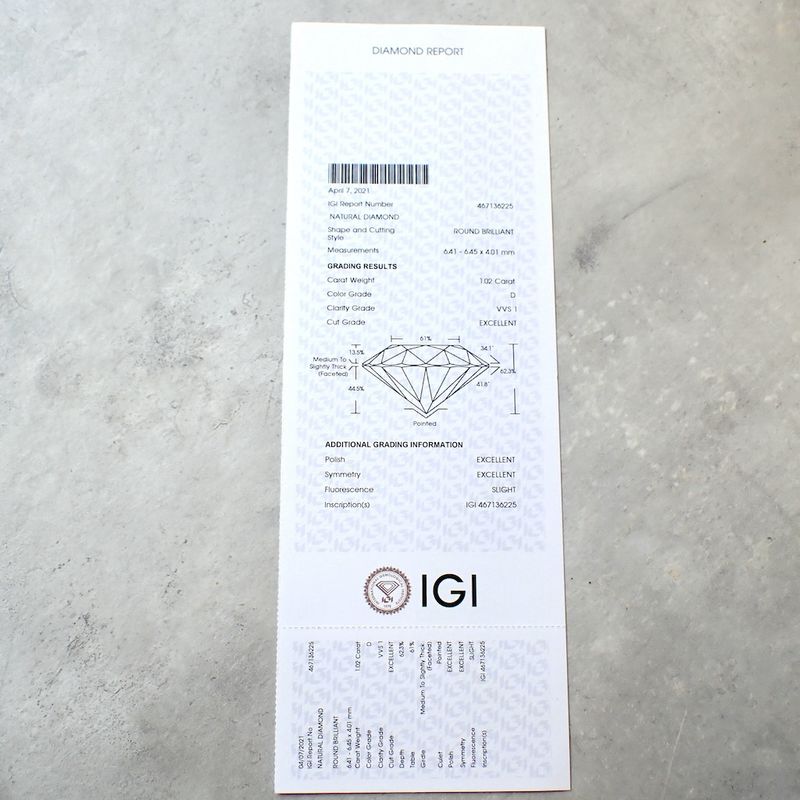 DIAMOND REPORT
April 7, 2021
IGI Report Number 467136225
NATURAL DIAMOND
Shape and Cutting Style ROUND BRILLIANT
Measurements 6.41 - 6.45 x 4.01 mm
GRADING RESULTS
Carat Weight 1.02 Carat
Color Grade D
Clarity Grade VVS 1
Cut Grade EXCELLENT
61%
13.5% 34.1°
Medium To
Slightly Thick
(Faceted)
62.3%
44.5% 41.8°
Pointed
ADDITIONAL GRADING INFORMATION
Polish EXCELLENT
Symmetry EXCELLENT
Fluorescence SLIGHT
Inscription(s) IGI 467136225
IGI
IGI
04/07/2021
IGI Report No 467136225
NATURAL DIAMOND
ROUND BRILLIANT
6.41 - 6.45 x 4.01 mm
Carat Weight 1.02 Carat
Color Grade D
Clarity Grade VVS 1
Cut Grade EXCELLENT
Depth 62.3%
Table 61%
Girdle Medium To Slightly Thick
(Faceted)
Culet Pointed
Polish EXCELLENT
Symmetry EXCELLENT
Fluorescence SLIGHT
Inscription(s) IGI 467136225